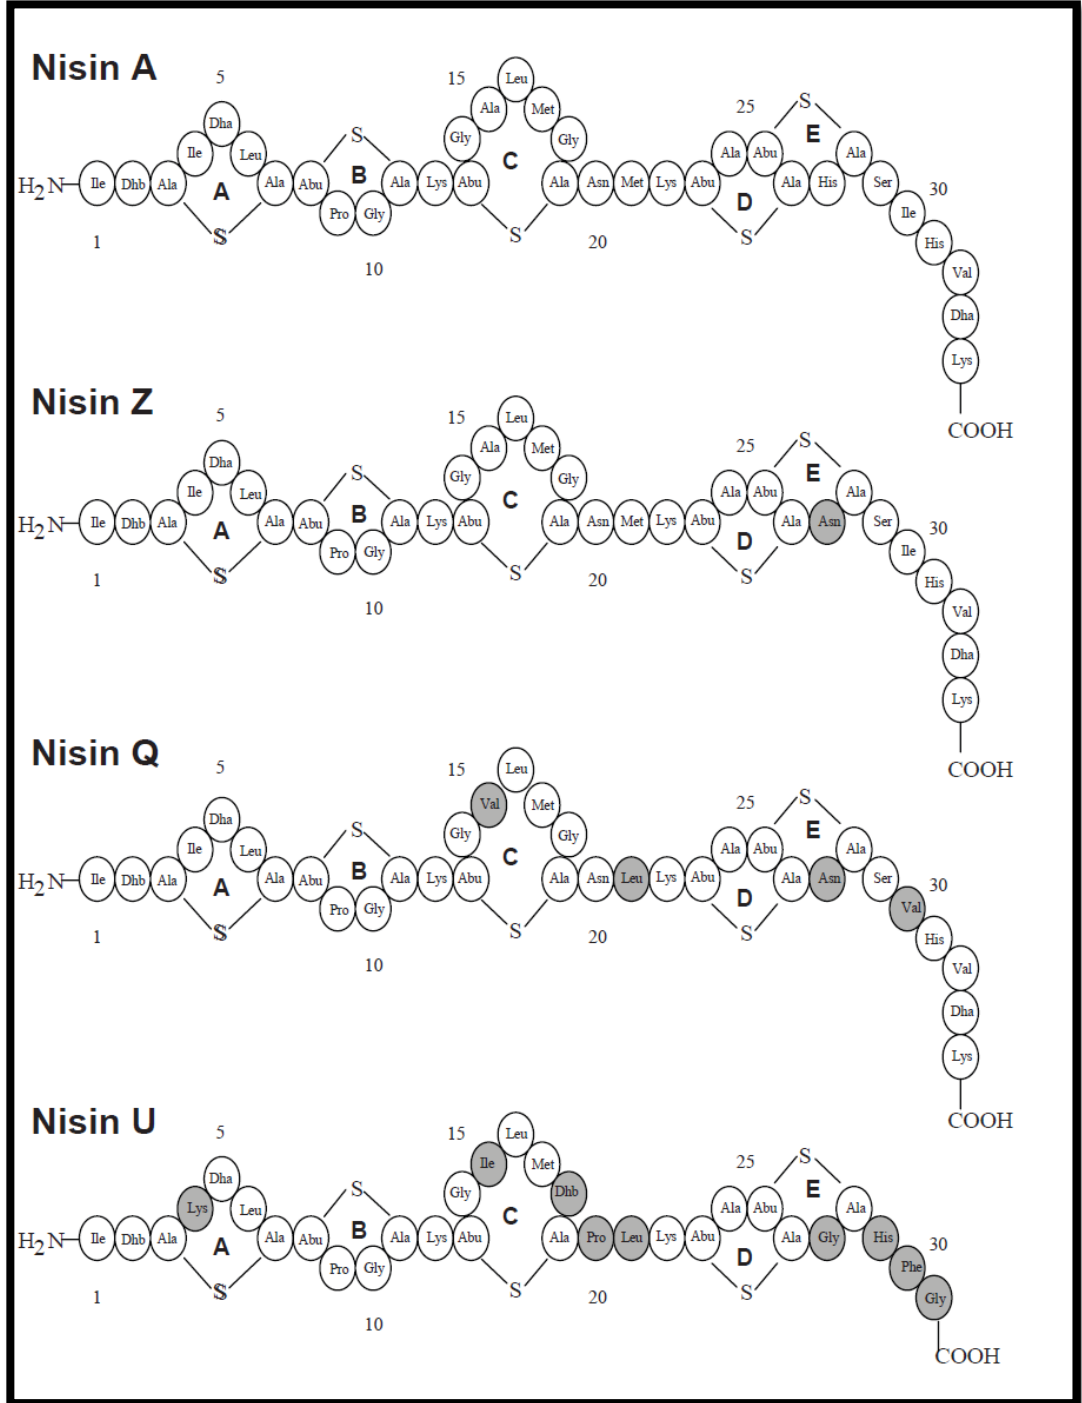 Nisin A
5 15 Leu
Dha Ala Met 25 S
Ile Leu S Gly C Gly Ala Abu E Ala
H2N Ile Dhb Ala A Ala Abu B Ala Lys Abu Ala Asn Met Lys Abu D Ala His Ser 30
S Pro Gly S S Ile
1 10 20 His
Val
Dha
Lys
COOH
Nisin Z
5 15 Leu
Dha Ala Met 25 S
Ile Leu S Gly C Gly Ala Abu E Ala
H2N Ile Dhb Ala A Ala Abu B Ala Lys Abu Ala Asn Met Lys Abu D Ala Asn Ser 30
S Pro Gly S S Ile
1 10 20 His
Val
Dha
Lys
COOH
Nisin Q
5 15 Leu
Dha Val Met 25 S
Ile Leu S Gly C Gly Ala Abu E Ala
H2N Ile Dhb Ala A Ala Abu B Ala Lys Abu Ala Asn Leu Lys Abu D Ala Asn Ser 30
S Pro Gly S S Val
1 10 20 His
Val
Dha
Lys
COOH
Nisin U
5 15 Leu
Dha Ile Met 25 S
Lys Leu S Gly C Dhb Ala Abu E Ala
H2N Ile Dhb Ala A Ala Abu B Ala Lys Abu Ala Pro Leu Lys Abu D Ala Gly His 30
S Pro Gly S S Phe
1 10 20 Gly
COOH